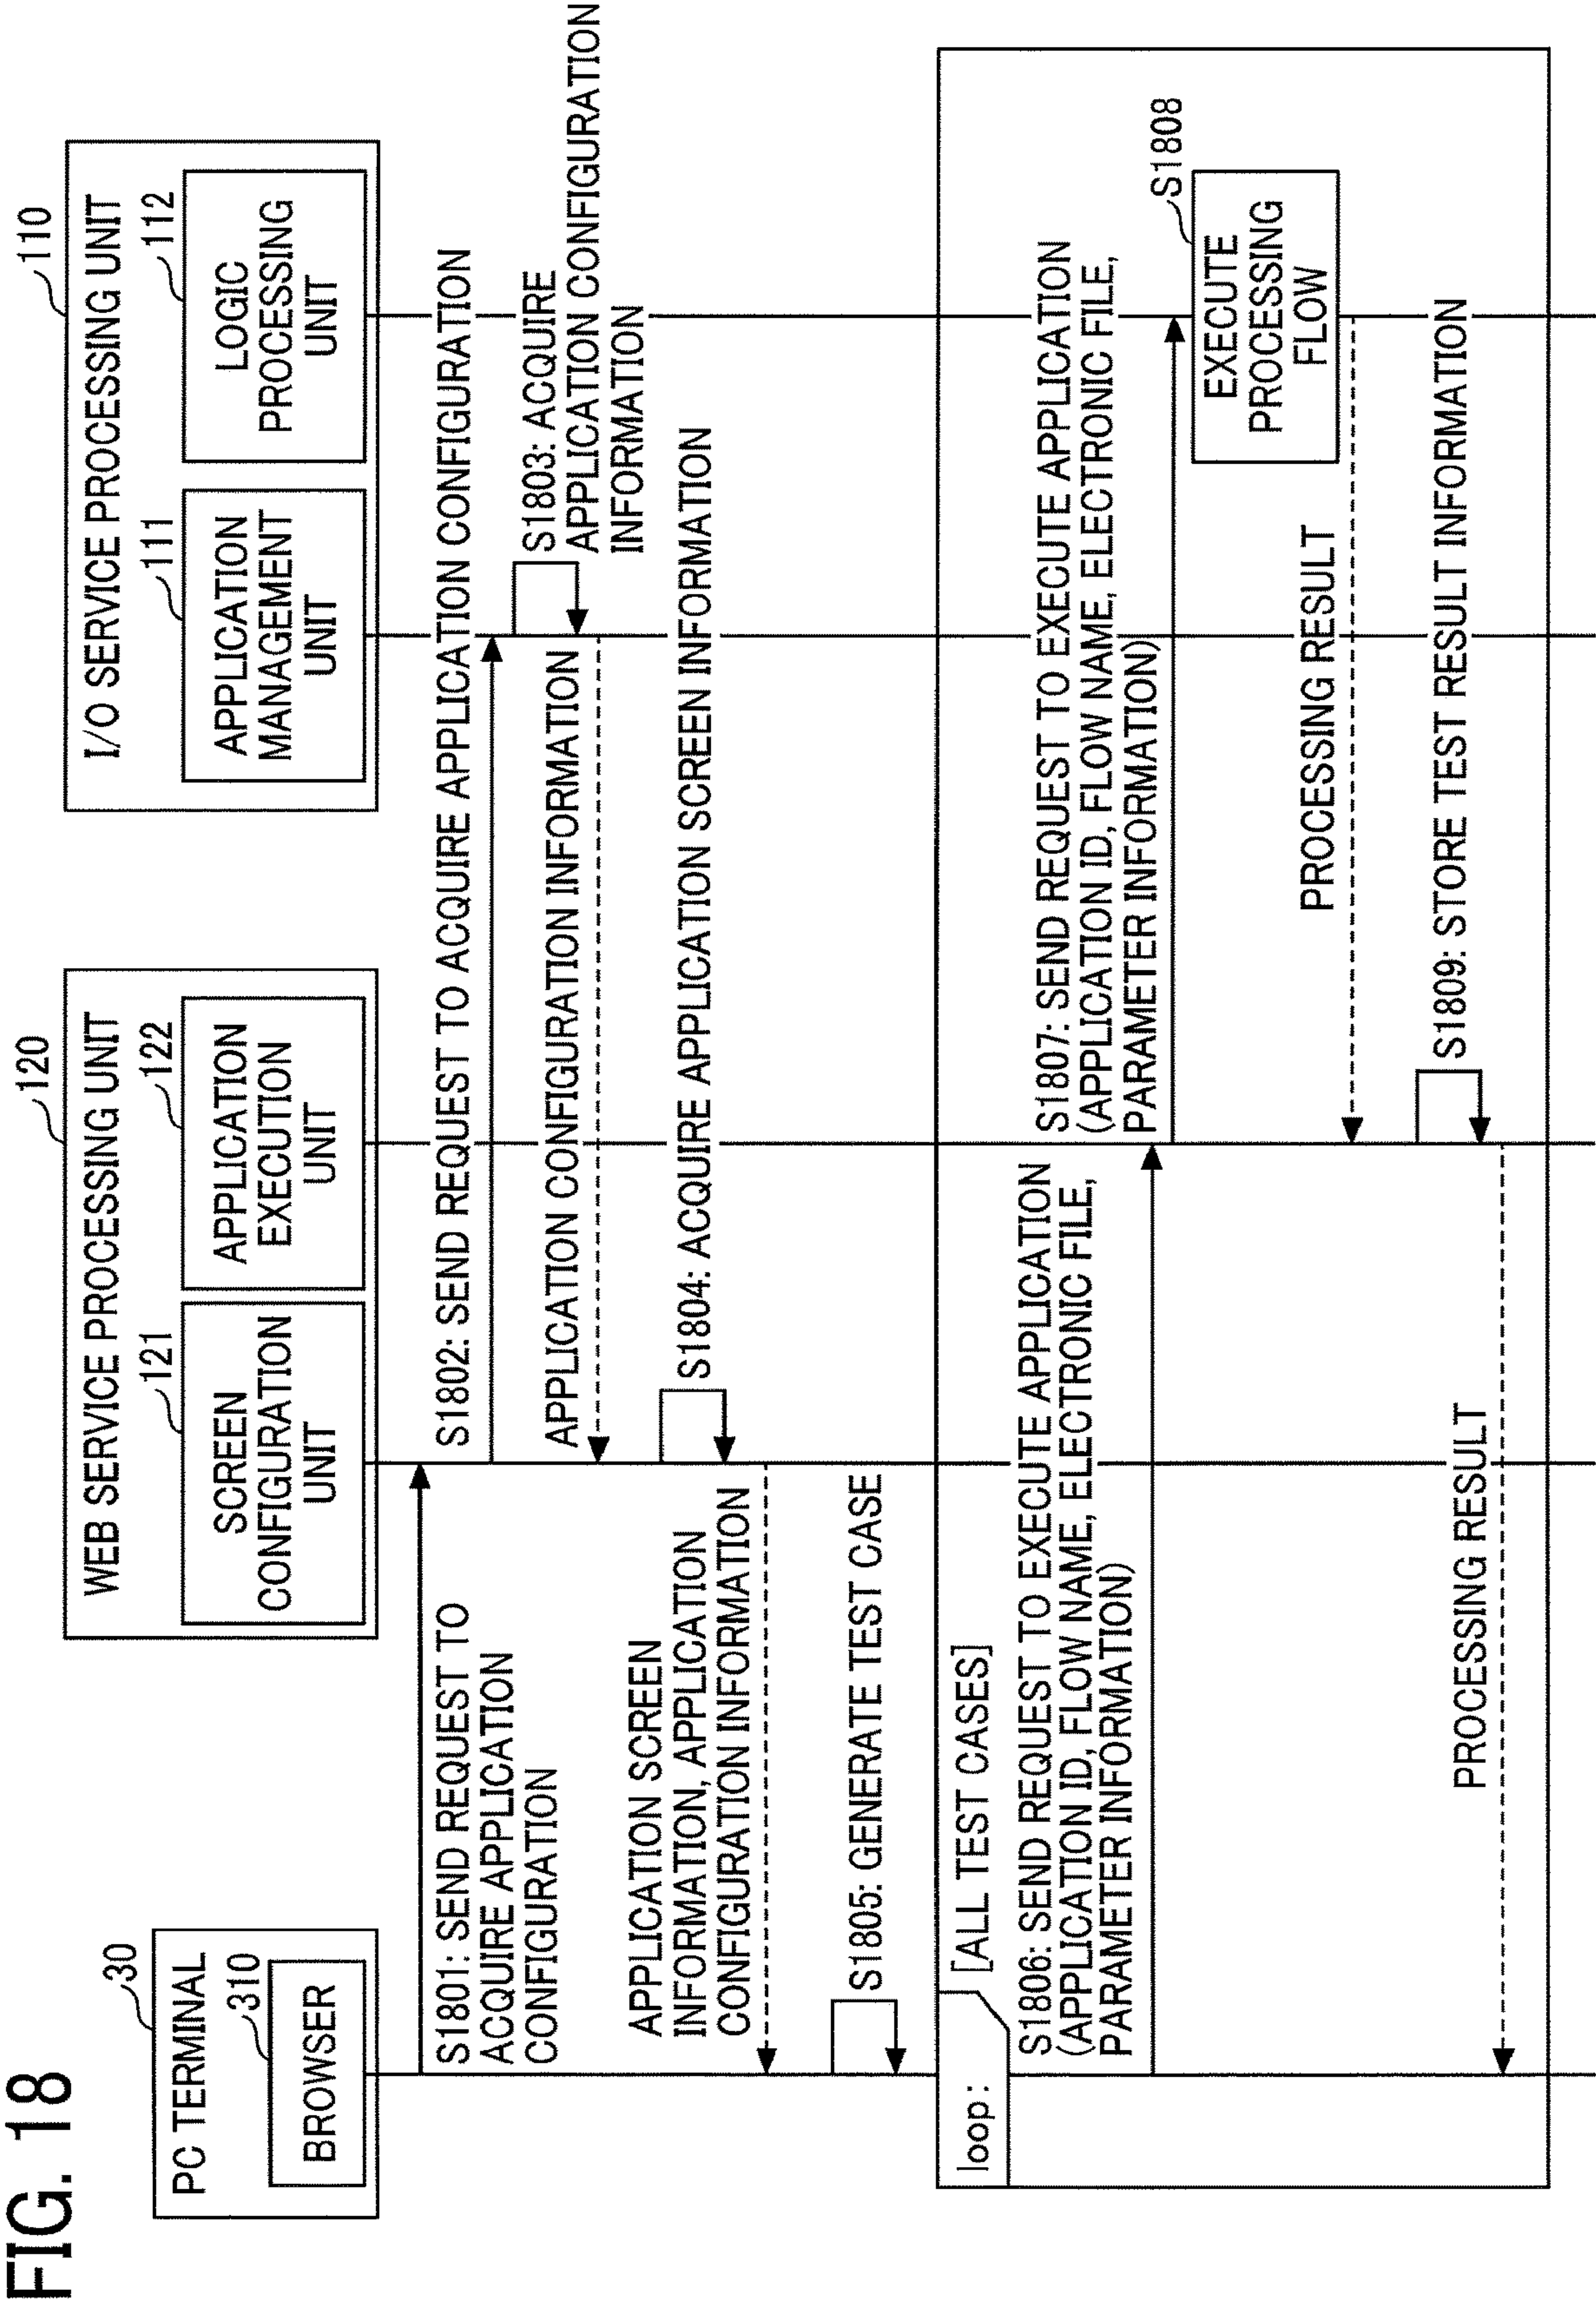 FIG. 18
PC TERMINAL
30
310
BROWSER
WEB SERVICE PROCESSING UNIT
120
121
SCREEN
CONFIGURATION
UNIT
122
APPLICATION
EXECUTION
UNIT
I/O SERVICE PROCESSING UNIT
110
111
APPLICATION
MANAGEMENT
UNIT
112
LOGIC
PROCESSING
UNIT
S1801: SEND REQUEST TO
ACQUIRE APPLICATION
CONFIGURATION
S1802: SEND REQUEST TO ACQUIRE APPLICATION CONFIGURATION
S1803: ACQUIRE
APPLICATION CONFIGURATION
INFORMATION
APPLICATION CONFIGURATION INFORMATION
S1804: ACQUIRE APPLICATION SCREEN INFORMATION
APPLICATION SCREEN
INFORMATION, APPLICATION
CONFIGURATION INFORMATION
S1805: GENERATE TEST CASE
loop:
[ALL TEST CASES]
S1806: SEND REQUEST TO EXECUTE APPLICATION
(APPLICATION ID, FLOW NAME, ELECTRONIC FILE,
PARAMETER INFORMATION)
S1807: SEND REQUEST TO EXECUTE APPLICATION
(APPLICATION ID, FLOW NAME, ELECTRONIC FILE,
PARAMETER INFORMATION)
S1808
EXECUTE
PROCESSING
FLOW
PROCESSING RESULT
S1809: STORE TEST RESULT INFORMATION
PROCESSING RESULT